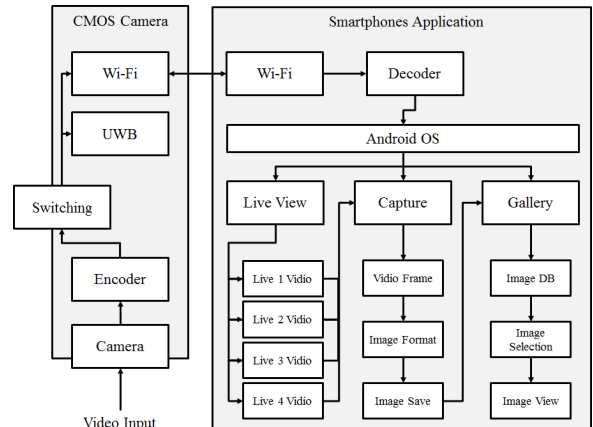 CMOS Camera
Smartphones Application
Wi-Fi
Wi-Fi
Decoder
UWB
Android OS
Switching
Live View
Capture
Gallery
Encoder
Live 1 Vidio
Vidio Frame
Image DB
Live 2 Vidio
Camera
Live 3 Vidio
Image Format
Image
Selection
Live 4 Vidio
Image Save
Image View
Video Input